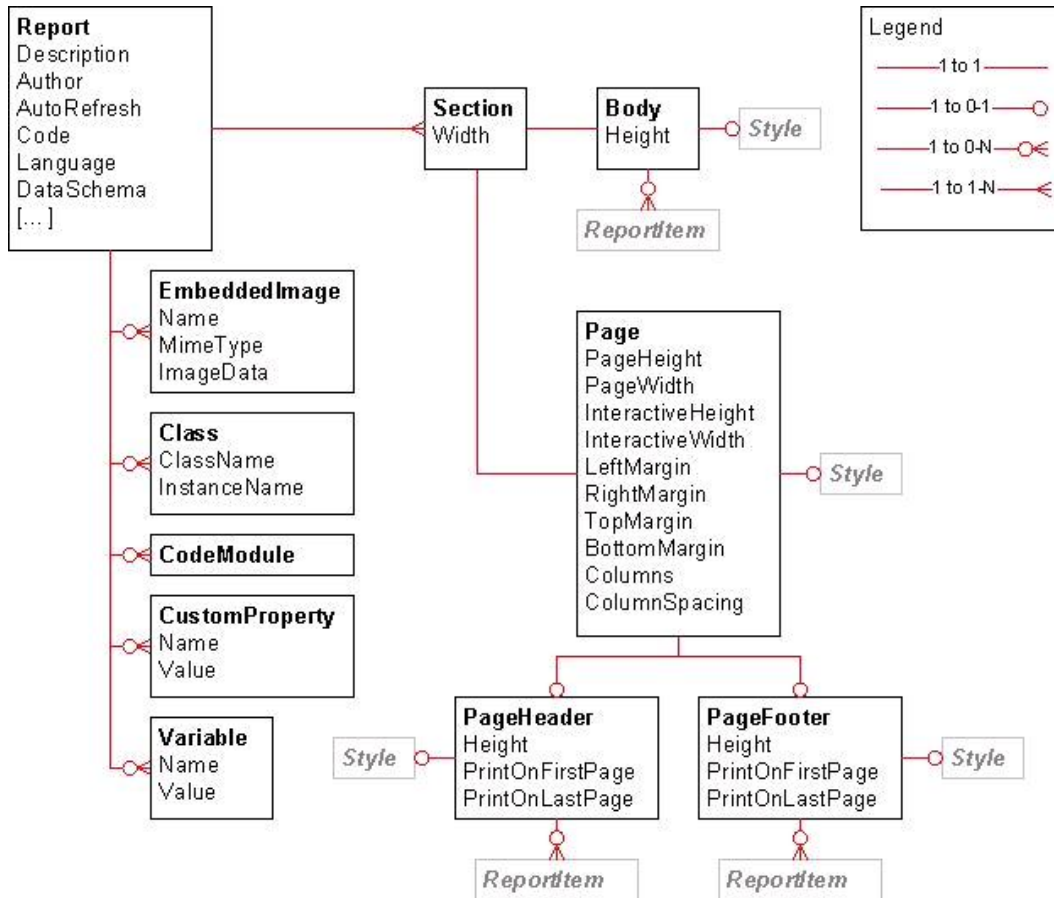 Report
Description
Author
AutoRefresh
Code
Language
DataSchema
[... ]
Section
Width
Body
Height
Style
ReportItem
Legend
1 to 1
1 to 0-1
1 to 0-N
1 to 1-N
EmbeddedImage
Name
MimeType
ImageData
Class
ClassName
InstanceName
CodeModule
CustomProperty
Name
Value
Variable
Name
Value
Page
PageHeight
PageWidth
InteractiveHeight
InteractiveWidth
LeftMargin
RightMargin
TopMargin
BottomMargin
Columns
ColumnSpacing
Style
Style
PageHeader
Height
PrintOnFirstPage
PrintOnLastPage
ReportItem
PageFooter
Height
PrintOnFirstPage
PrintOnLastPage
Style
ReportItem